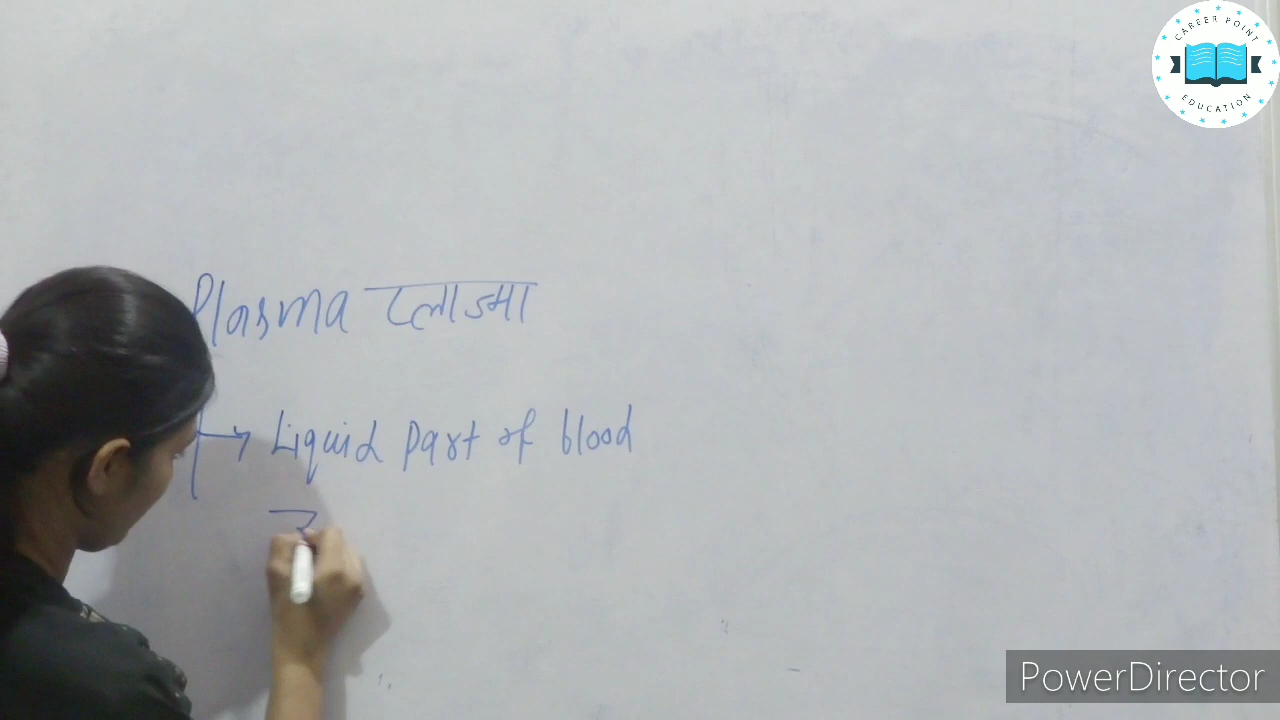 CAREER POINT
EDUCATION
Plasma प्लाज्मा
Liquid Part of blood
PowerDirector